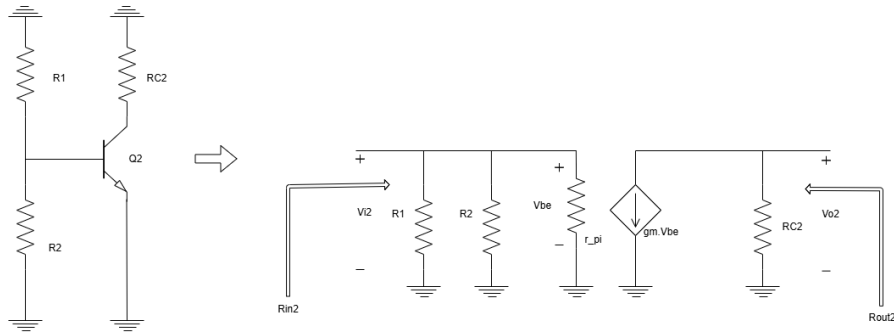 R1
RC2
Q2
R2
+
+
+
Vi2
R1
R2
Vbe
r_pi
gm.Vbe
RC2
Vo2
−
−
−
Rin2
Rout2